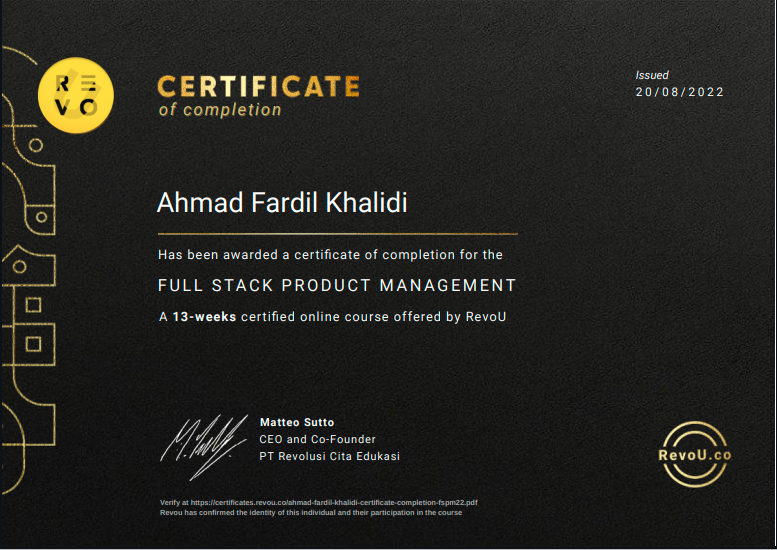 REVO
CERTIFICATE
of completion
Issued
20/08/2022
Ahmad Fardil Khalidi
Has been awarded a certificate of completion for the
FULL STACK PRODUCT MANAGEMENT
A 13-weeks certified online course offered by RevoU
Matteo Sutto
CEO and Co-Founder
PT Revolusi Cita Edukasi
RevoU.co
Verify at https://certificates.revou.co/ahmad-fardil-khalidi-certificate-completion-fspm22.pdf
Revou has confirmed the identity of this individual and their participation in the course